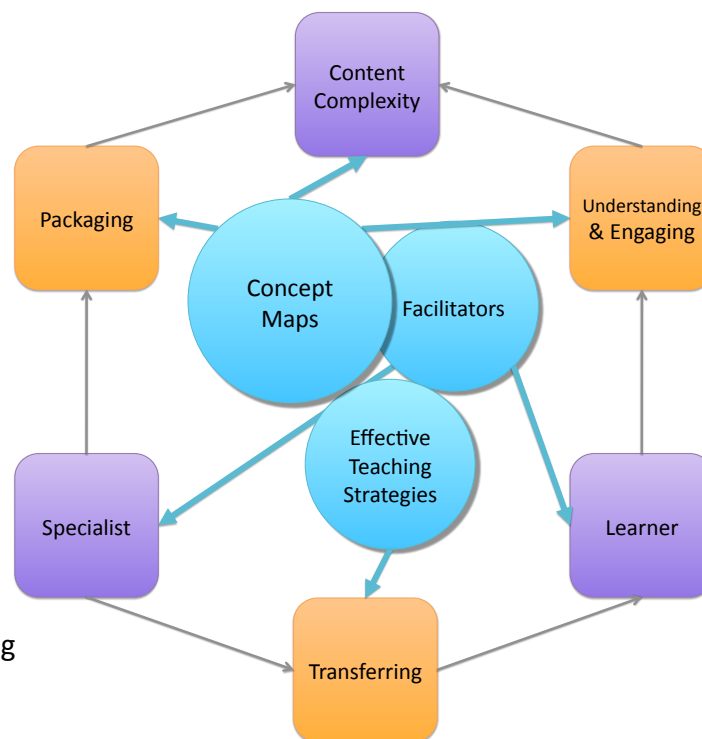 Content
Complexity
Packaging
Understanding
& Engaging
Concept
Maps
Facilitators
Effective
Teaching
Strategies
Specialist
Learner
g
Transferring